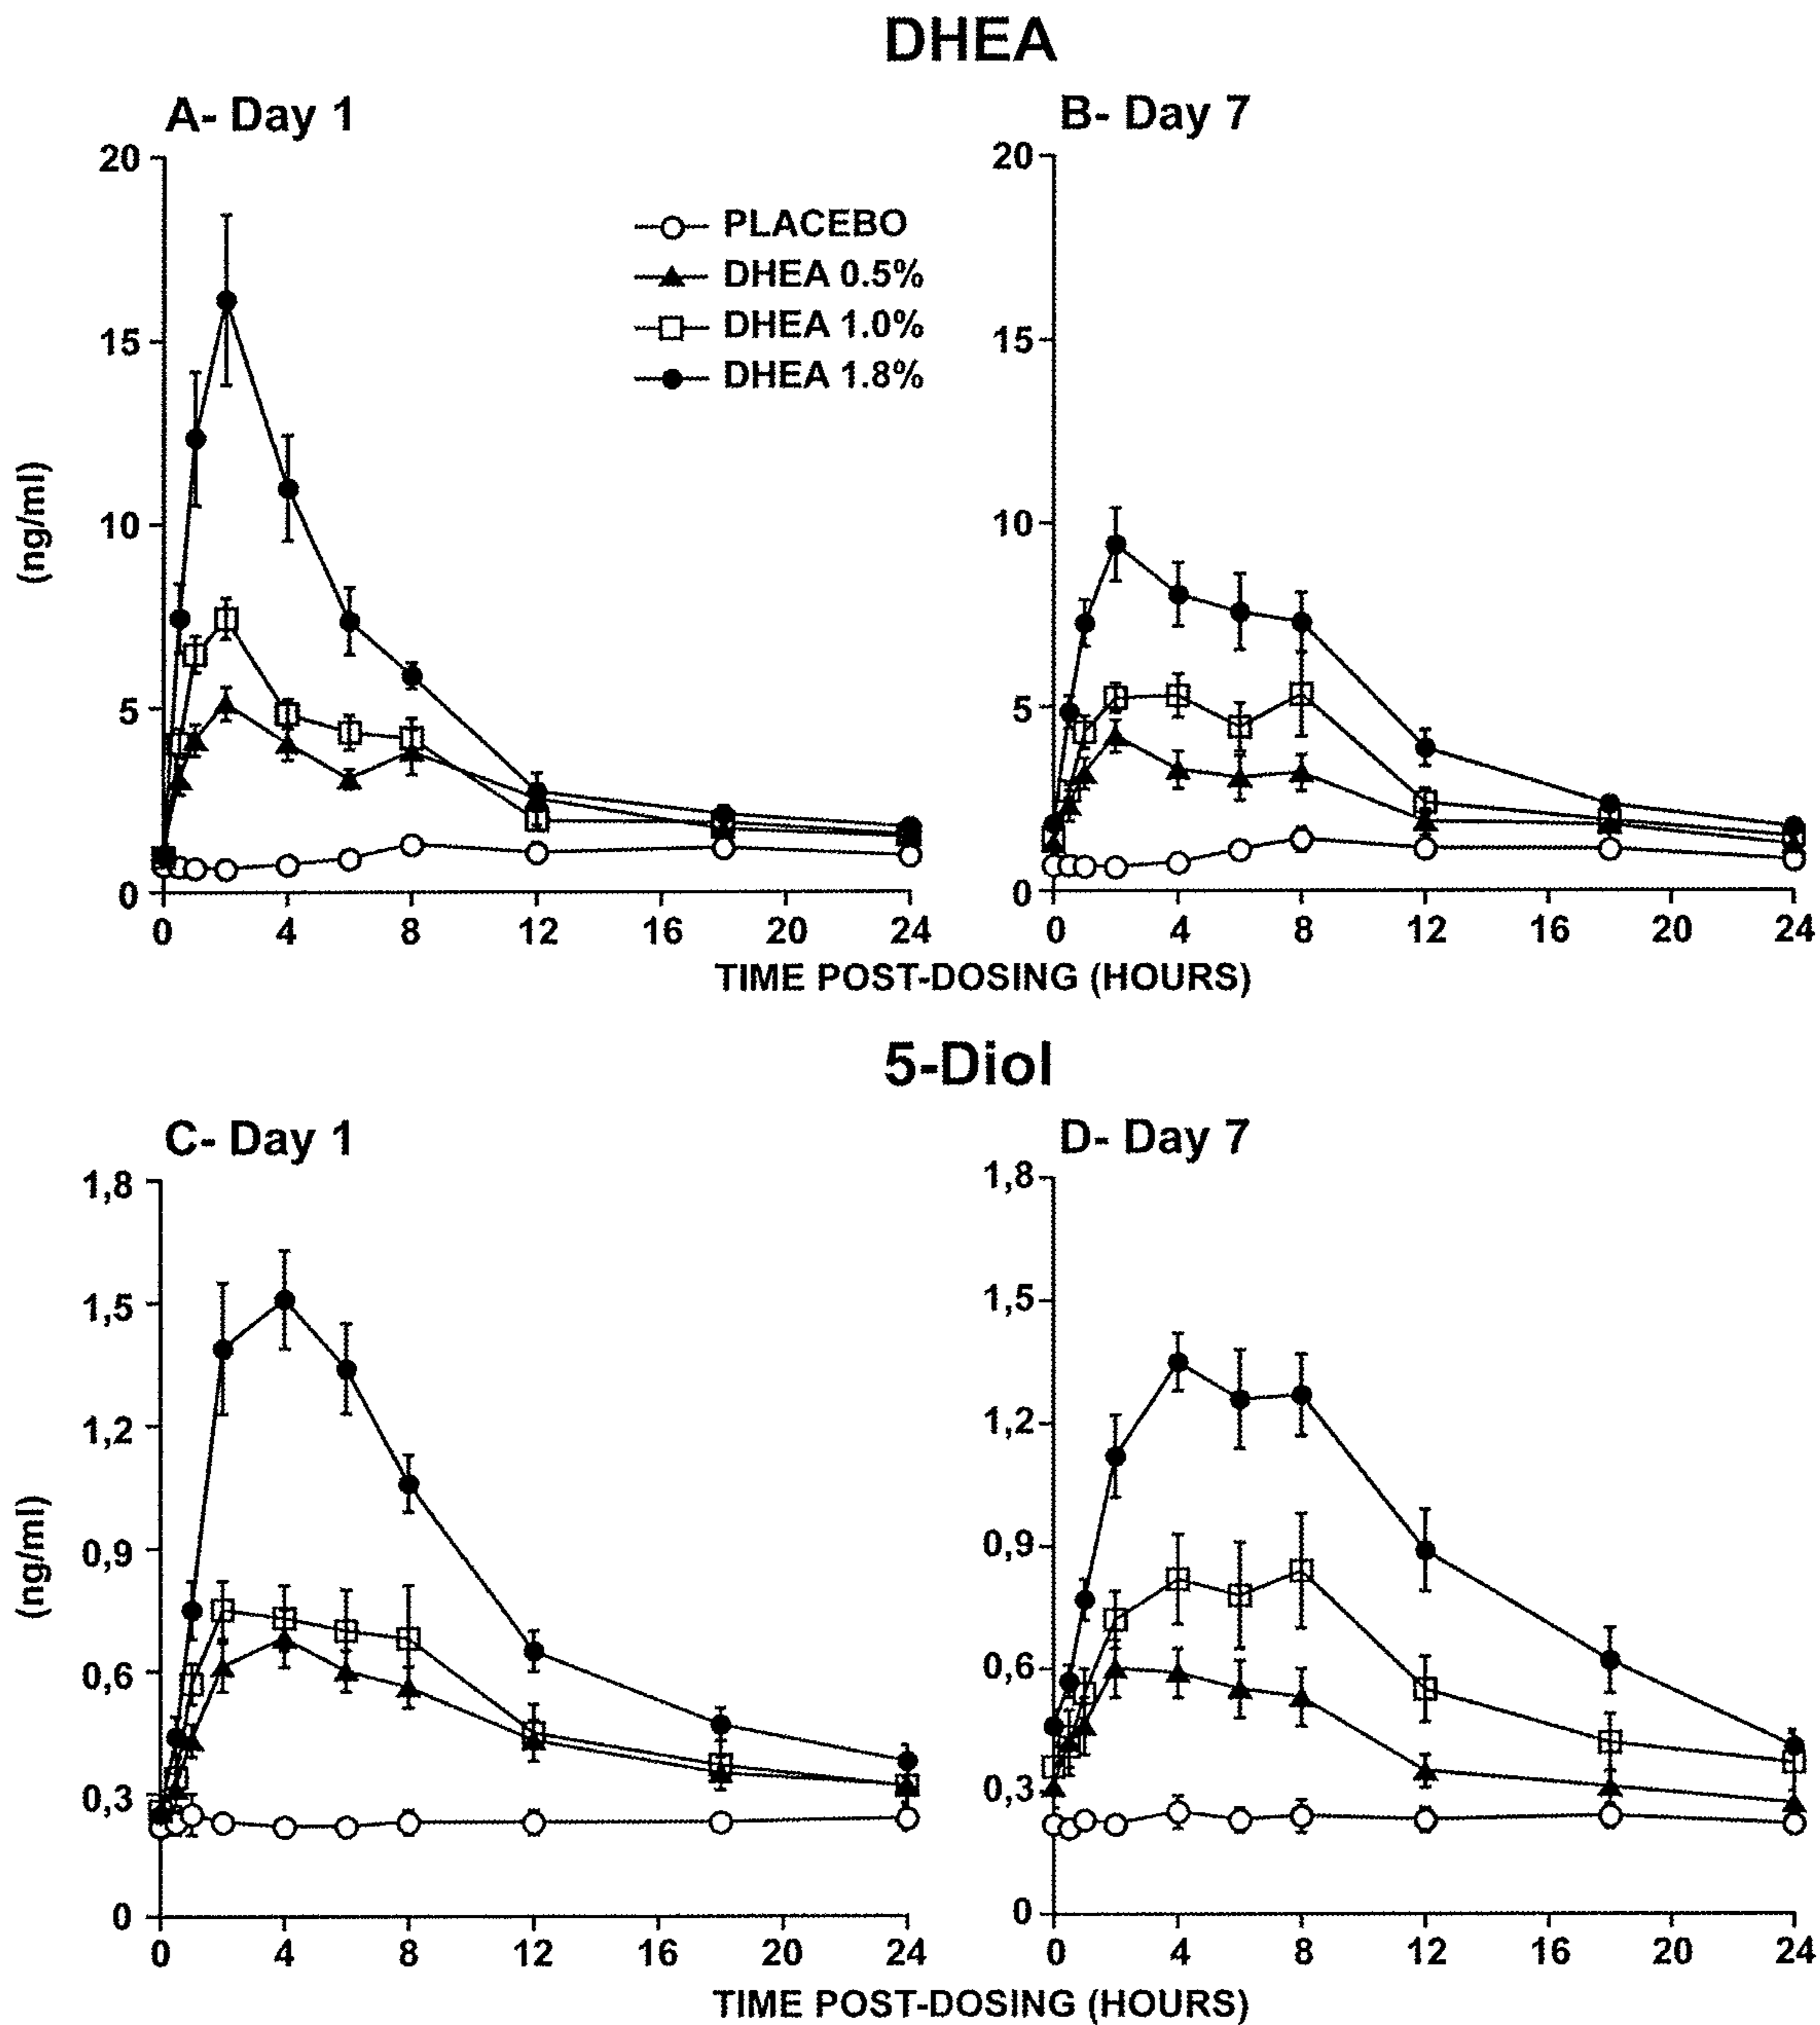 DHEA
A- Day 1
B- Day 7
20
15
10
5
0
(ng/ml)
PLACEBO
DHEA 0.5%
DHEA 1.0%
DHEA 1.8%
0 4 8 12 16 20 24
20
15
10
5
0
0 4 8 12 16 20 24
TIME POST-DOSING (HOURS)
5-Diol
C- Day 1
D- Day 7
1,8
1,5
1,2
0,9
0,6
0,3
0
(ng/ml)
0 4 8 12 16 20 24
1,8
1,5
1,2
0,9
0,6
0,3
0
0 4 8 12 16 20 24
TIME POST-DOSING (HOURS)